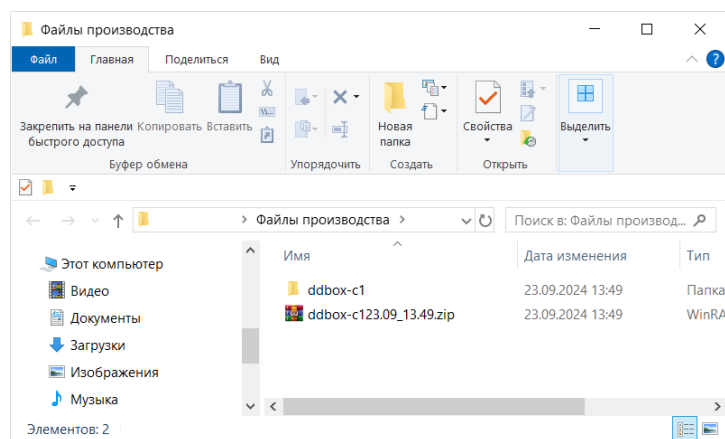 Файлы производства
Файл Главная Поделиться Вид
Закрепить на панели быстрого доступа
Копировать
Вставить
Новая папка
Свойства
Выделить
Буфер обмена
Упорядочить
Создать
Открыть
Файлы производства
Поиск в: Файлы производ...
Этот компьютер
Видео
Документы
Загрузки
Изображения
Музыка
Имя Дата изменения Тип
ddbox-c1 23.09.2024 13:49 Папка
ddbox-c123.09_13.49.zip 23.09.2024 13:49 WinRA
Элементов: 2